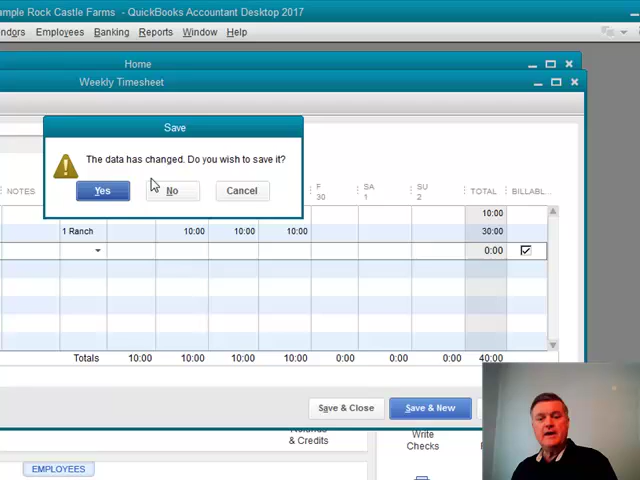 ample Rock Castle Farms - QuickBooks Accountant Desktop 2017
ndors Employees Banking Reports Window Help
Home
Weekly Timesheet
Save
The data has changed. Do you wish to save it?
Yes No Cancel
NOTES F 30 SA 1 SU 2 TOTAL BILLABL...
10:00
1 Ranch 10:00 10:00 10:00 30:00
0:00
Totals 10:00 10:00 10:00 10:00 0:00 0:00 0:00 40:00
Save & Close Save & New
& Credits
Write
Checks
EMPLOYEES